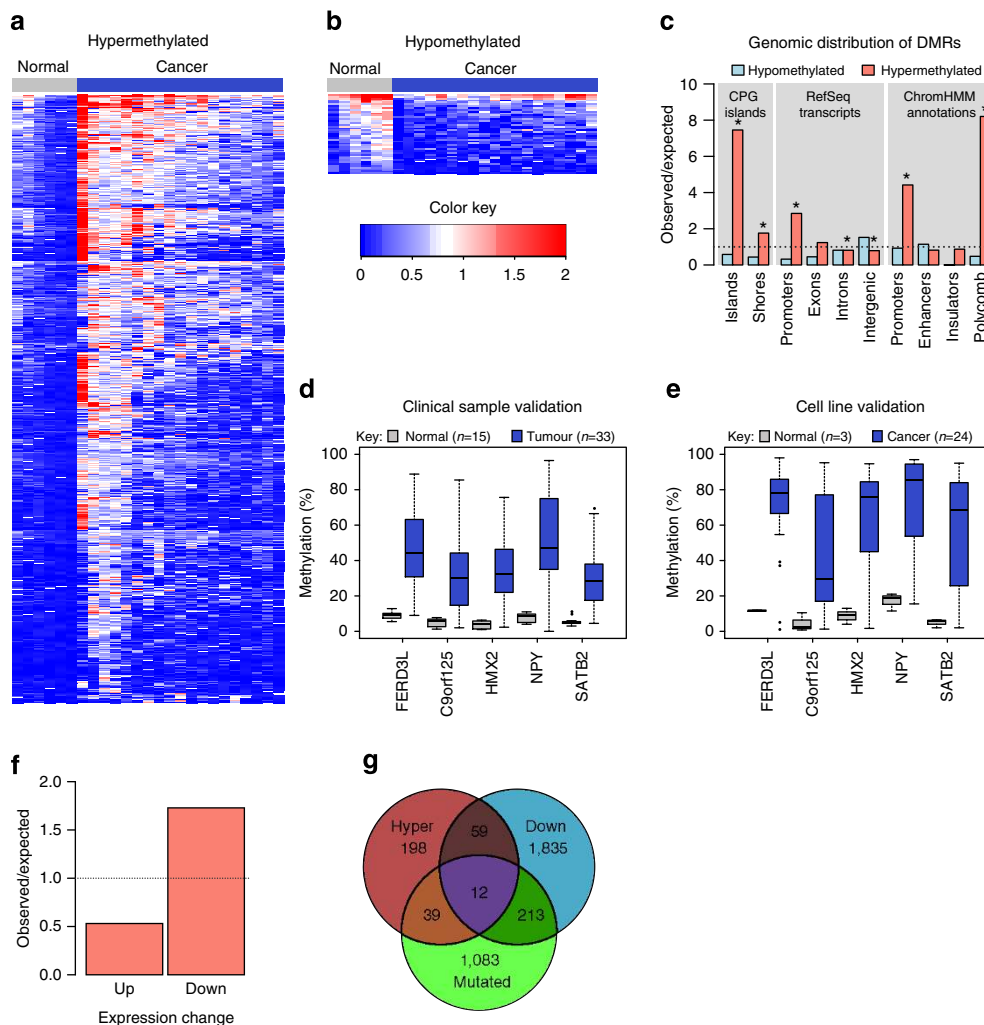 a
Hypermethylated
Normal Cancer
b
Hypomethylated
Normal Cancer
Color key
0 0.5 1 1.5 2
c
Genomic distribution of DMRs
Hypomethylated Hypermethylated
CPG islands
RefSeq transcripts
ChromHMM annotations
Observed/expected
10
8
6
4
2
0
* * * * * * *
Islands
Shores
Promoters
Exons
Introns
Intergenic
Promoters
Enhancers
Insulators
Polycomb
d
Clinical sample validation
Key: Normal (n=15) Tumour (n=33)
Methylation (%)
100
80
60
40
20
0
FERD3L
C9orf125
HMX2
NPY
SATB2
e
Cell line validation
Key: Normal (n=3) Cancer (n=24)
Methylation (%)
100
80
60
40
20
0
FERD3L
C9orf125
HMX2
NPY
SATB2
f
Observed/expected
2.0
1.5
1.0
0.5
0.0
Up Down
Expression change
g
Hyper
198
59
Down
1,835
12
39
213
1,083
Mutated